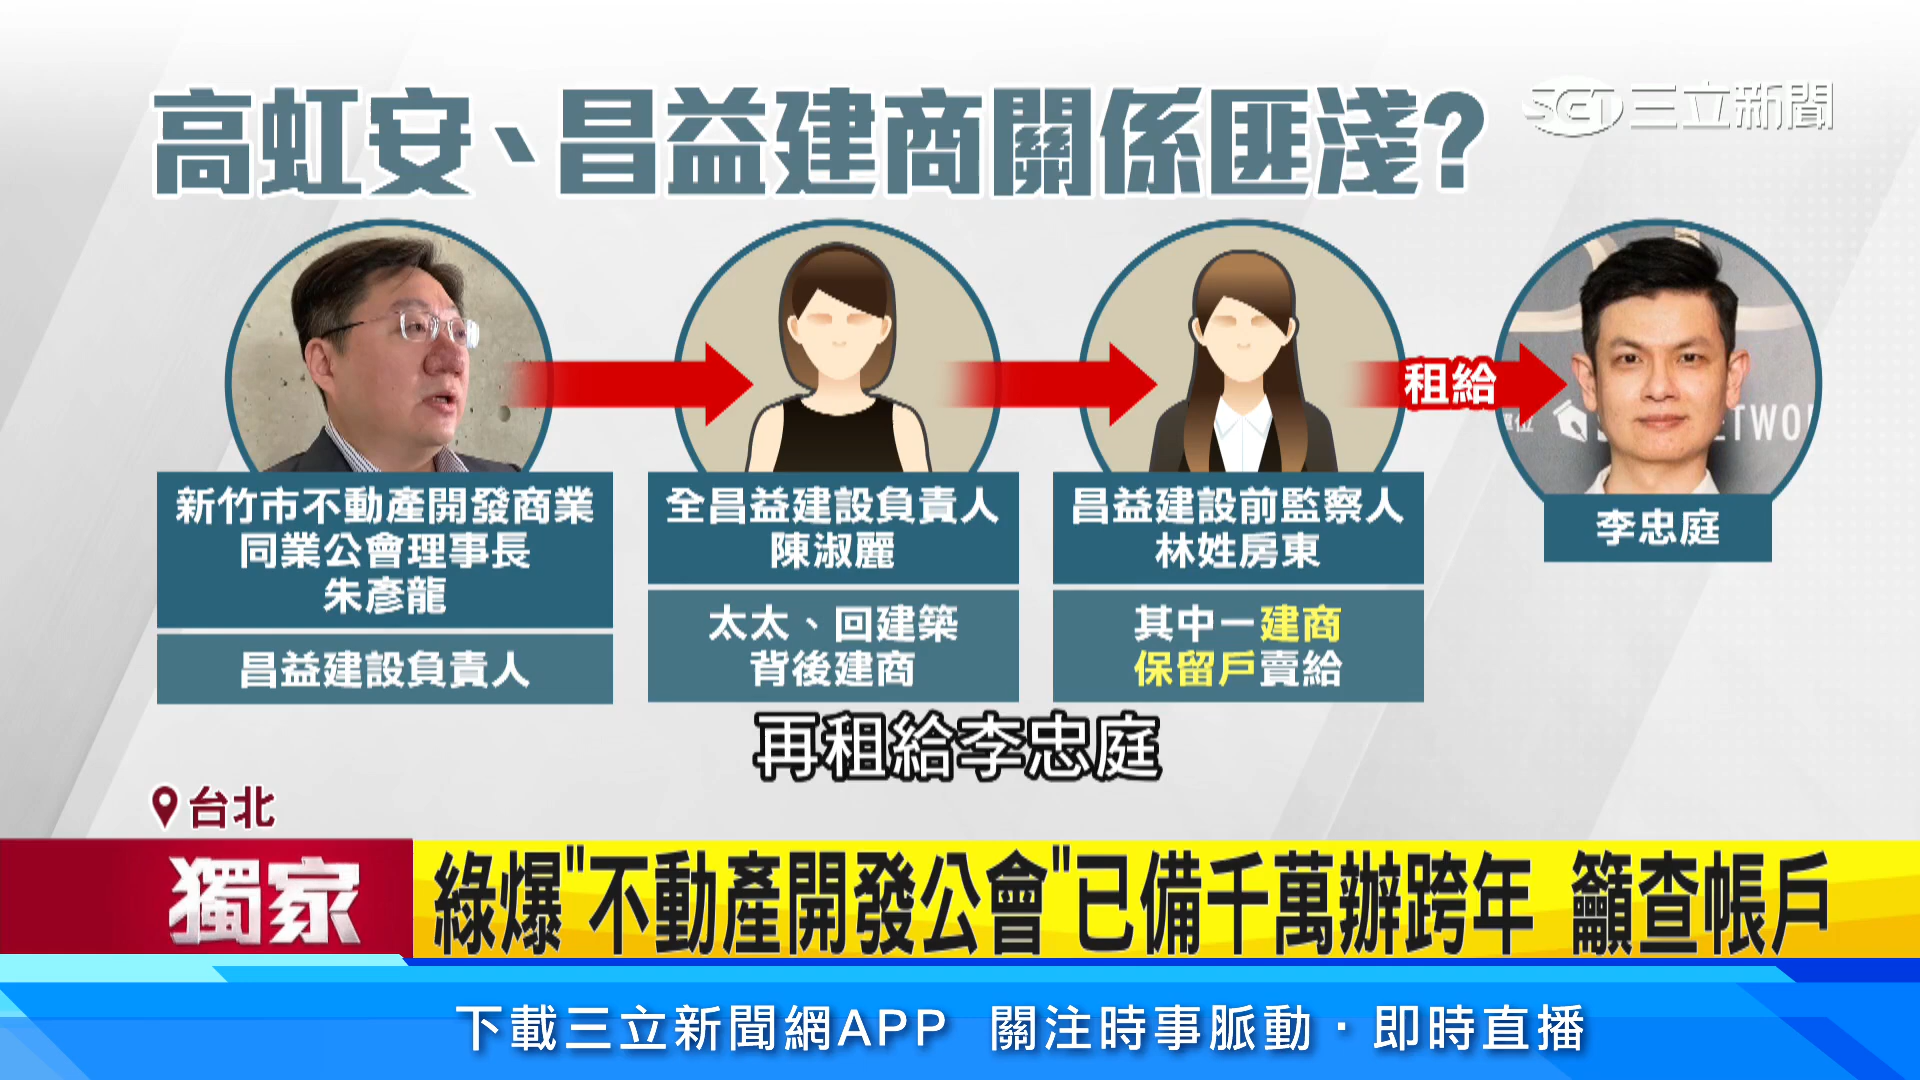 高虹安、昌益建商關係匪淺?
SET三立新聞
租給
新竹市不動產開發商業
同業公會理事長
朱彥龍
昌益建設負責人
全昌益建設負責人
陳淑麗
太太、回建築
背後建商
昌益建設前監察人
林姓房東
其中一建商
保留戶賣給
李忠庭
再租給李忠庭
台北
獨家
綠爆"不動產開發公會"已備千萬辦跨年 籲查帳戶
下載三立新聞網APP 關注時事脈動·即時直播